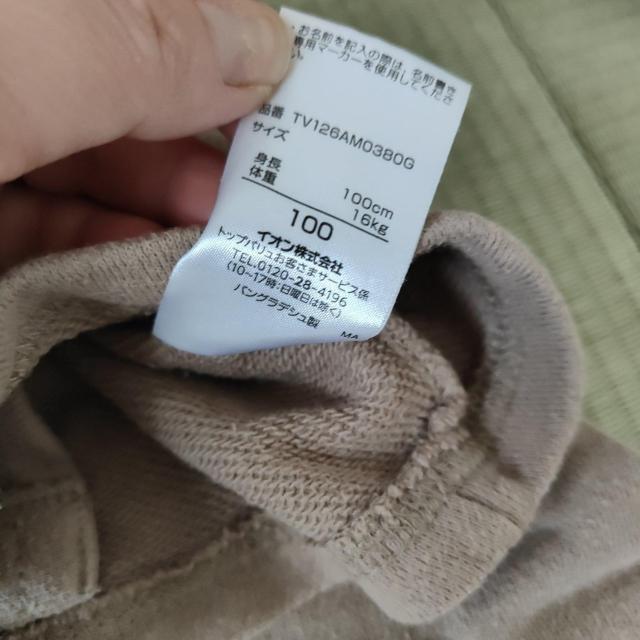 お名前を記入の際は、名前書き
専用マーカーを使用してください
品番 TV126AM0380G
サイズ
身長 100cm
体重 16kg
100
イオン株式会社
トップバリュお客さまサービス係
TEL.0120-28-4196
(10~17時:日曜日は除く)
バングラデシュ製
MA